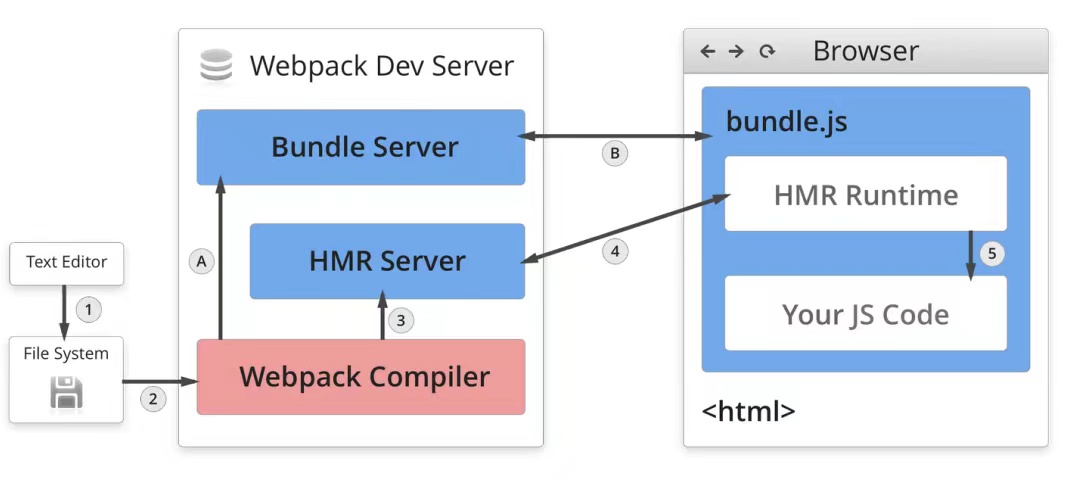 Webpack Dev Server
Browser
Bundle Server
B
bundle.js
HMR Runtime
A
HMR Server
4
5
Text Editor
1
3
Your JS Code
File System
2
Webpack Compiler
<html>